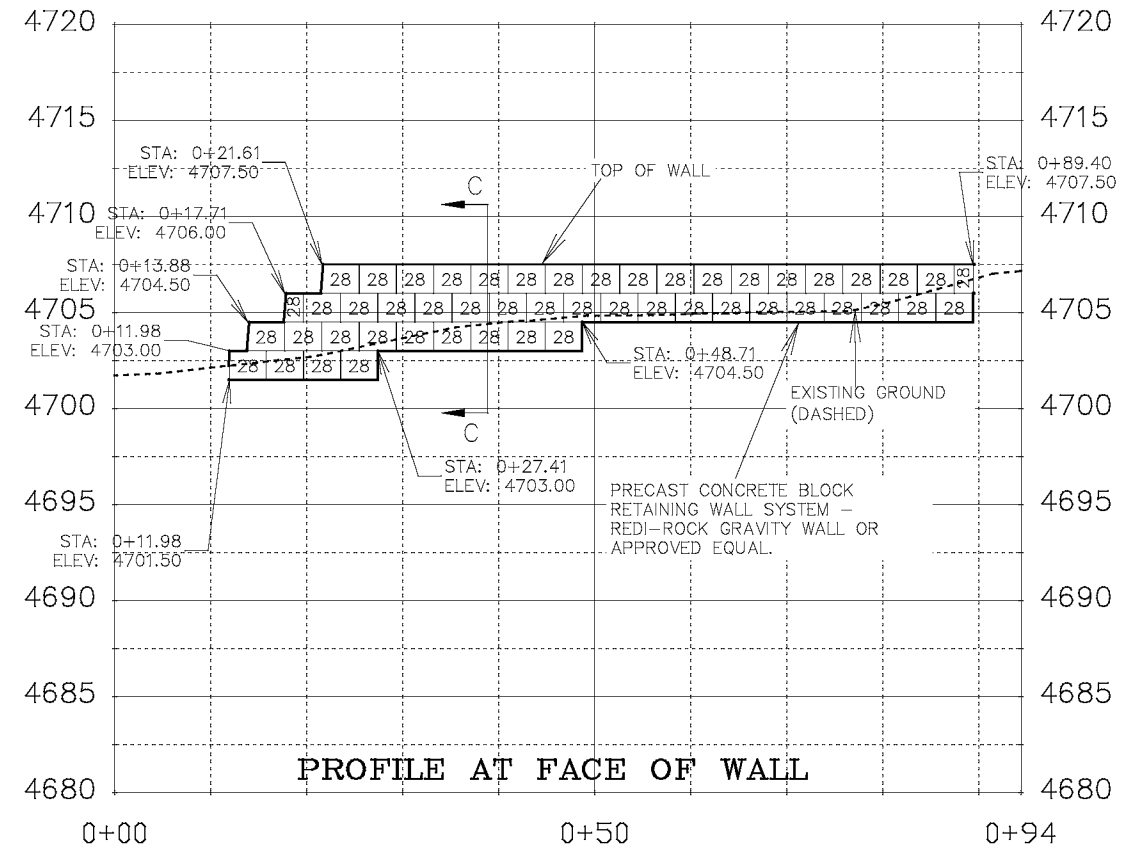 4720
4720
4715
4715
STA: 0+21.61
ELEV: 4707.50
TOP OF WALL
STA: 0+89.40
ELEV: 4707.50
C
4710
4710
STA: 0+17.71
ELEV: 4706.00
STA: 0+13.88
ELEV: 4704.50
28 28 28 28 28 28 28 28 28 28 28 28 28 28 28 28 28 28
4705
4705
28 28 28 28 28 28 28 28 28 28 28 28 28 28 28 28 28 28 28
STA: 0+11.98
ELEV: 4703.00
28 28 28 28 28 28 28 28 28
28 28 28 28
STA: 0+48.71
ELEV: 4704.50
EXISTING GROUND
(DASHED)
4700
4700
C
STA: 0+27.41
ELEV: 4703.00
PRECAST CONCRETE BLOCK
RETAINING WALL SYSTEM –
REDI–ROCK GRAVITY WALL OR
APPROVED EQUAL.
4695
4695
STA: 0+11.98
ELEV: 4701.50
4690
4690
4685
4685
PROFILE AT FACE OF WALL
4680
4680
0+00
0+50
0+94